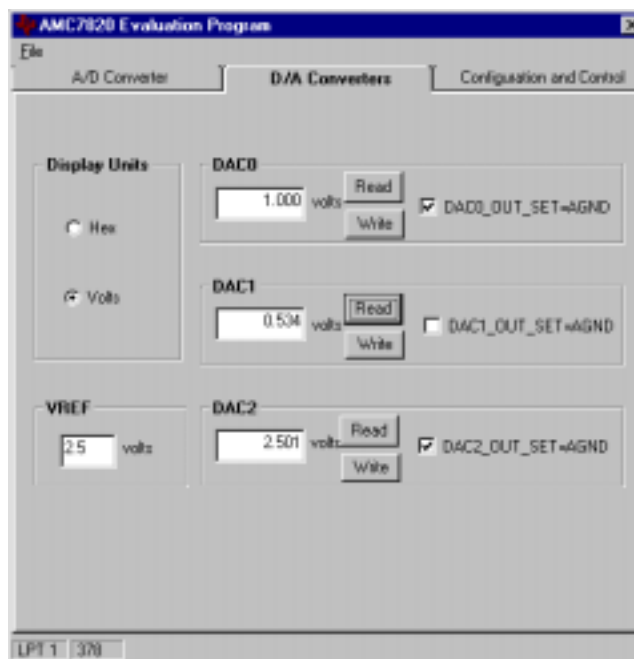 AMC7820 Evaluation Program
File
A/D Converter
D/A Converters
Configuration and Control
Display Units
Hex
Volts
DAC0
1.000 volts
Read
Write
DAC0_OUT_SET=AGND
DAC1
0.534 volts
Read
Write
DAC1_OUT_SET=AGND
VREF
2.5 volts
DAC2
2.501 volts
Read
Write
DAC2_OUT_SET=AGND
LPT 1 378